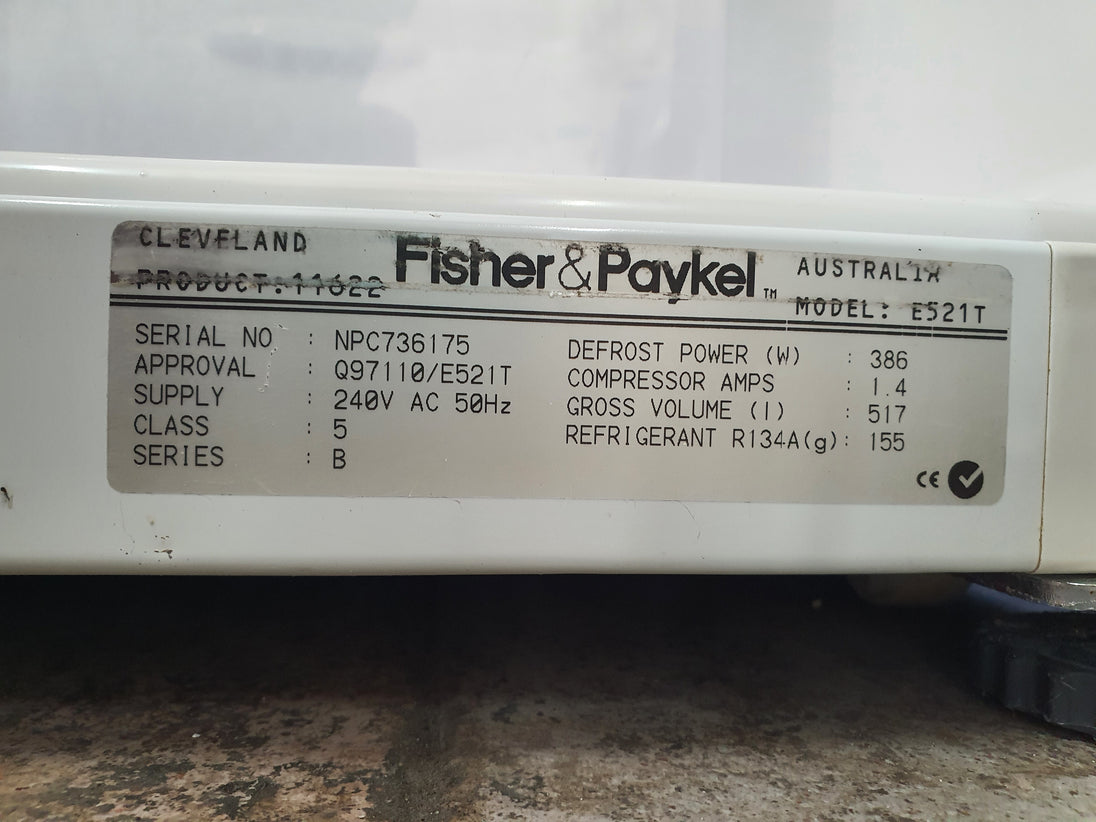 CLEVELAND
Fisher&Paykel™
AUSTRALIA
PRODUCT:11622
MODEL: E521T
SERIAL NO : NPC736175
APPROVAL : Q97110/E521T
SUPPLY : 240V AC 50Hz
CLASS : 5
SERIES : B
DEFROST POWER (W) : 386
COMPRESSOR AMPS : 1.4
GROSS VOLUME (l) : 517
REFRIGERANT R134A(g): 155
CE